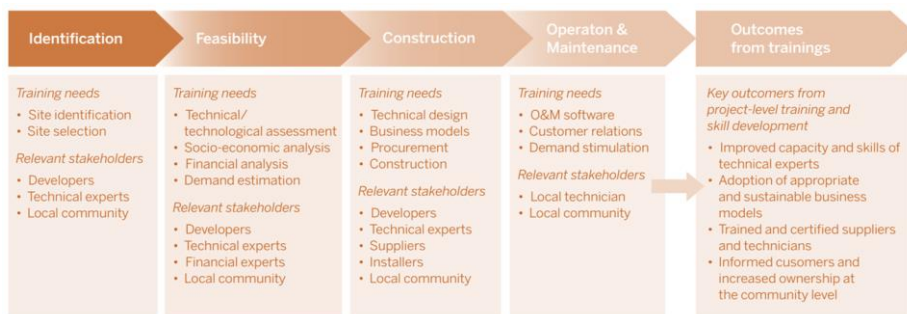 Identification
Training needs
• Site identification
• Site selection
Relevant stakeholders
• Developers
• Technical experts
• Local community
Feasibility
Training needs
• Technical/
technological assessment
• Socio-economic analysis
• Financial analysis
• Demand estimation
Relevant stakeholders
• Developers
• Technical experts
• Financial experts
• Local community
Construction
Training needs
• Technical design
• Business models
• Procurement
• Construction
Relevant stakeholders
• Developers
• Technical experts
• Suppliers
• Installers
• Local community
Operaton &
Maintenance
Training needs
• O&M software
• Customer relations
• Demand stimulation
Relevant stakeholders
• Local technician
• Local community
Outcomes
from trainings
Key outcomes from
project-level training and
skill development
• Improved capacity and skills of
technical experts
• Adoption of appropriate
and sustainable business
models
• Trained and certified suppliers
and technicians
• Informed cusomers and
increased ownership at
the community level